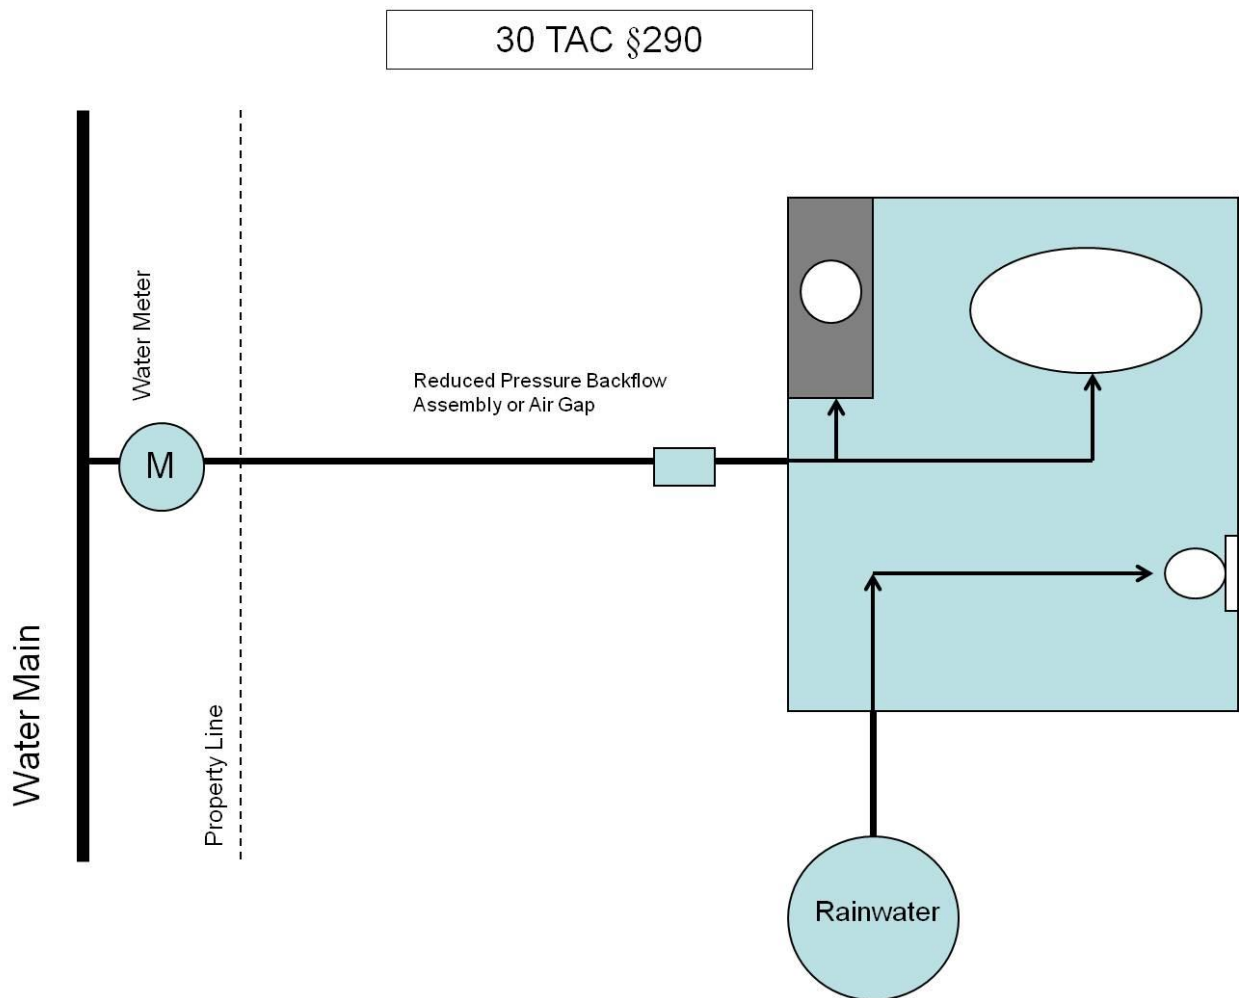 30 TAC §290
Water Meter
Reduced Pressure Backflow
Assembly or Air Gap
M
Water Main
Property Line
Rainwater